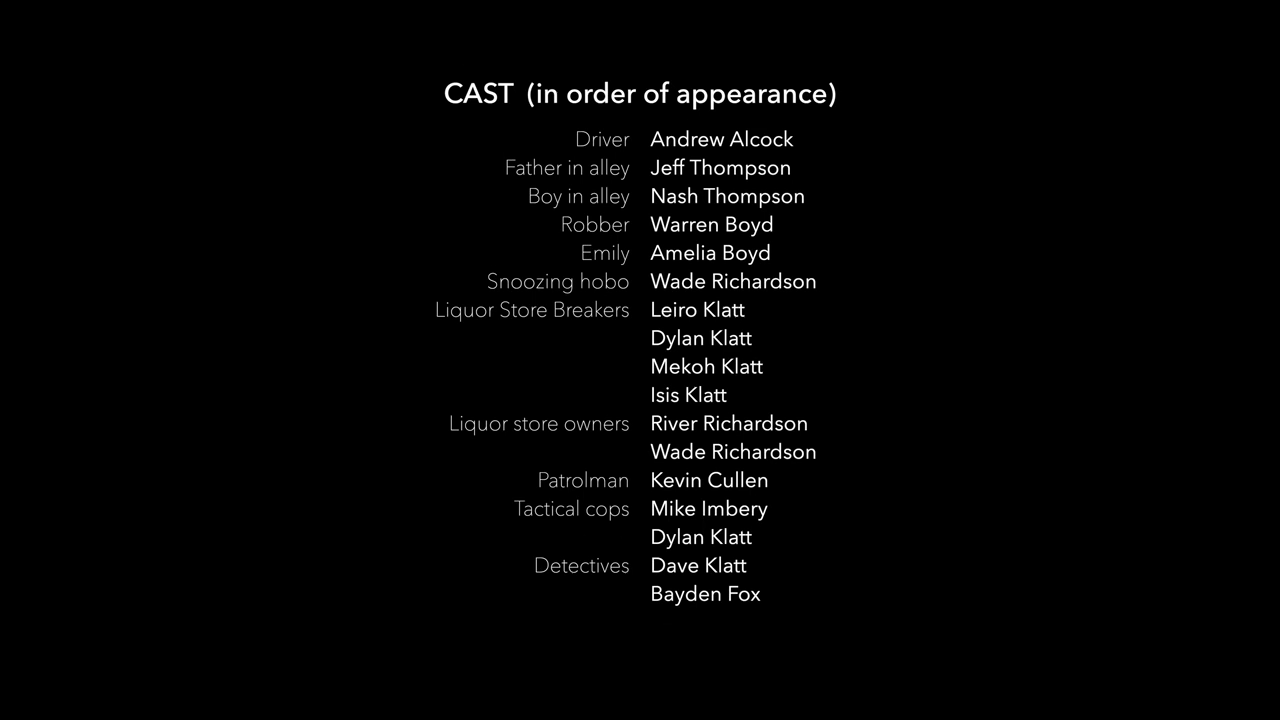 CAST (in order of appearance)
Driver Andrew Alcock
Father in alley Jeff Thompson
Boy in alley Nash Thompson
Robber Warren Boyd
Emily Amelia Boyd
Snoozing hobo Wade Richardson
Liquor Store Breakers Leiro Klatt
Dylan Klatt
Mekoh Klatt
Isis Klatt
Liquor store owners River Richardson
Wade Richardson
Patrolman Kevin Cullen
Tactical cops Mike Imbery
Dylan Klatt
Detectives Dave Klatt
Bayden Fox